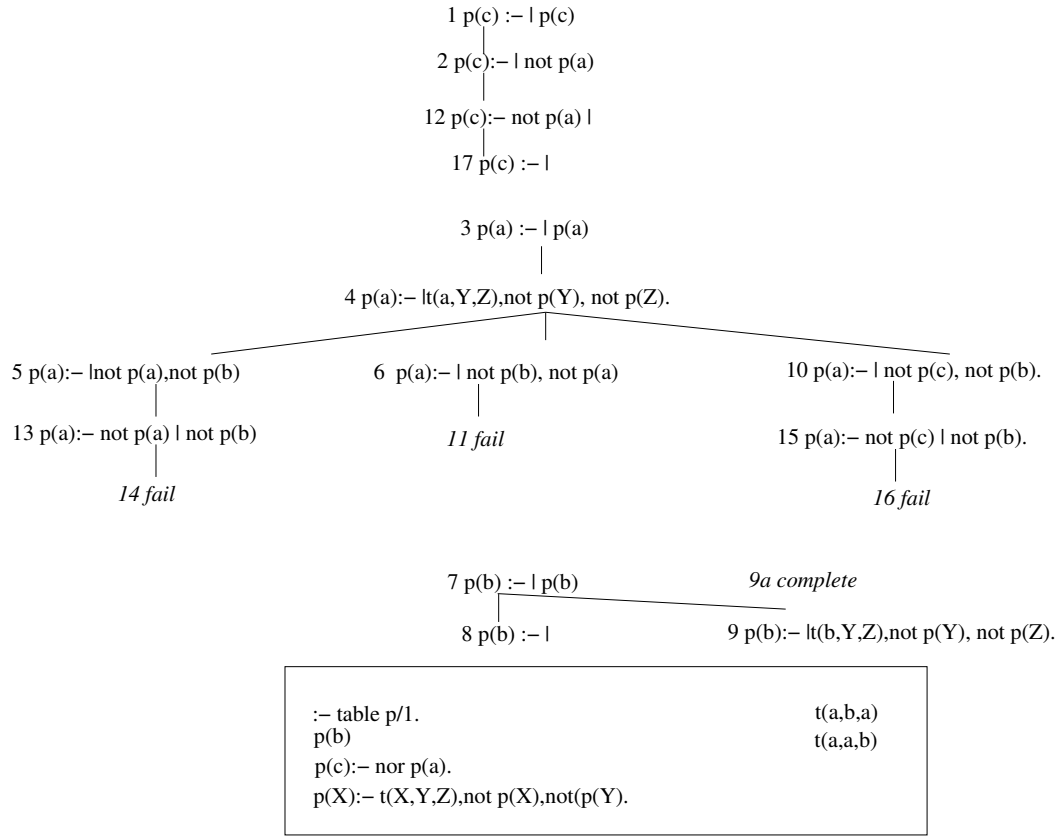 1 p(c) :− | p(c)
2 p(c):− | not p(a)
12 p(c):− not p(a) |
17 p(c) :− |
3 p(a) :− | p(a)
4 p(a):− |t(a,Y,Z),not p(Y), not p(Z).
5 p(a):− |not p(a),not p(b)
6 p(a):− | not p(b), not p(a)
10 p(a):− | not p(c), not p(b).
13 p(a):− not p(a) | not p(b)
11 fail
15 p(a):− not p(c) | not p(b).
14 fail
16 fail
7 p(b) :− | p(b)
9a complete
8 p(b) :− |
9 p(b):− |t(b,Y,Z),not p(Y), not p(Z).
:− table p/1.
t(a,b,a)
p(b)
t(a,a,b)
p(c):− nor p(a).
p(X):− t(X,Y,Z),not p(X),not(p(Y).